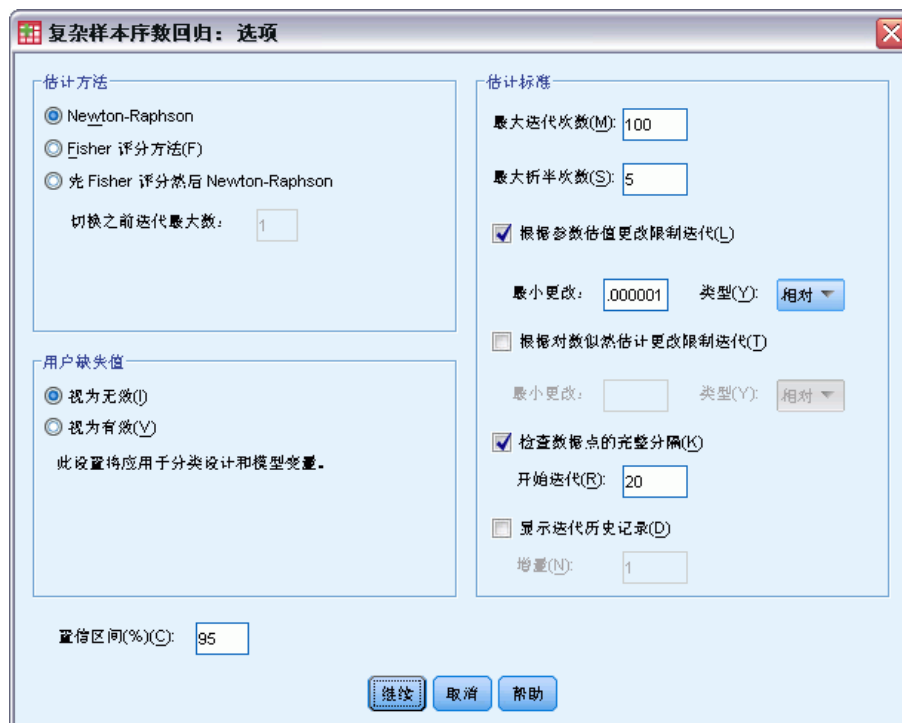 复杂样本序数回归：选项
估计方法
Newton-Raphson
Fisher 评分方法(F)
先 Fisher 评分然后 Newton-Raphson
切换之前迭代最大数： 1
用户缺失值
视为无效(I)
视为有效(V)
此设置将应用于分类设计和模型变量。
估计标准
最大迭代次数(M): 100
最大折半次数(S): 5
根据参数估值更改限制迭代(L)
最小更改： .000001 类型(Y): 相对
根据对数似然估计更改限制迭代(T)
最小更改： 类型(Y): 相对
检查数据点的完整分隔(K)
开始迭代(R): 20
显示迭代历史记录(D)
增量(N): 1
置信区间(%)(C): 95
继续 取消 帮助